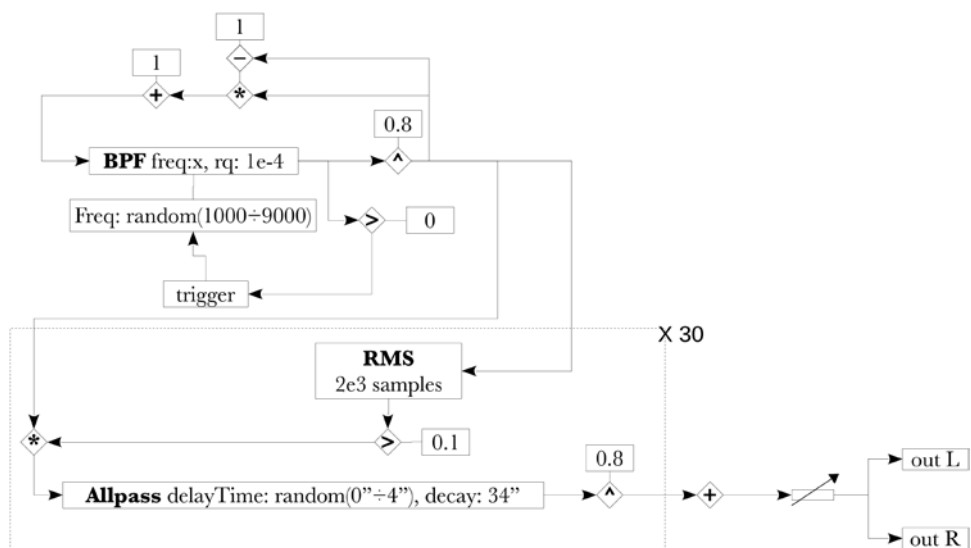 1
−
1
+
*
0.8
BPF freq:x, rq: 1e-4
^
Freq: random(1000÷9000)
>
0
trigger
X 30
RMS
2e3 samples
*
>
0.1
0.8
out L
Allpass delayTime: random(0”÷4”), decay: 34”
^
+
out R